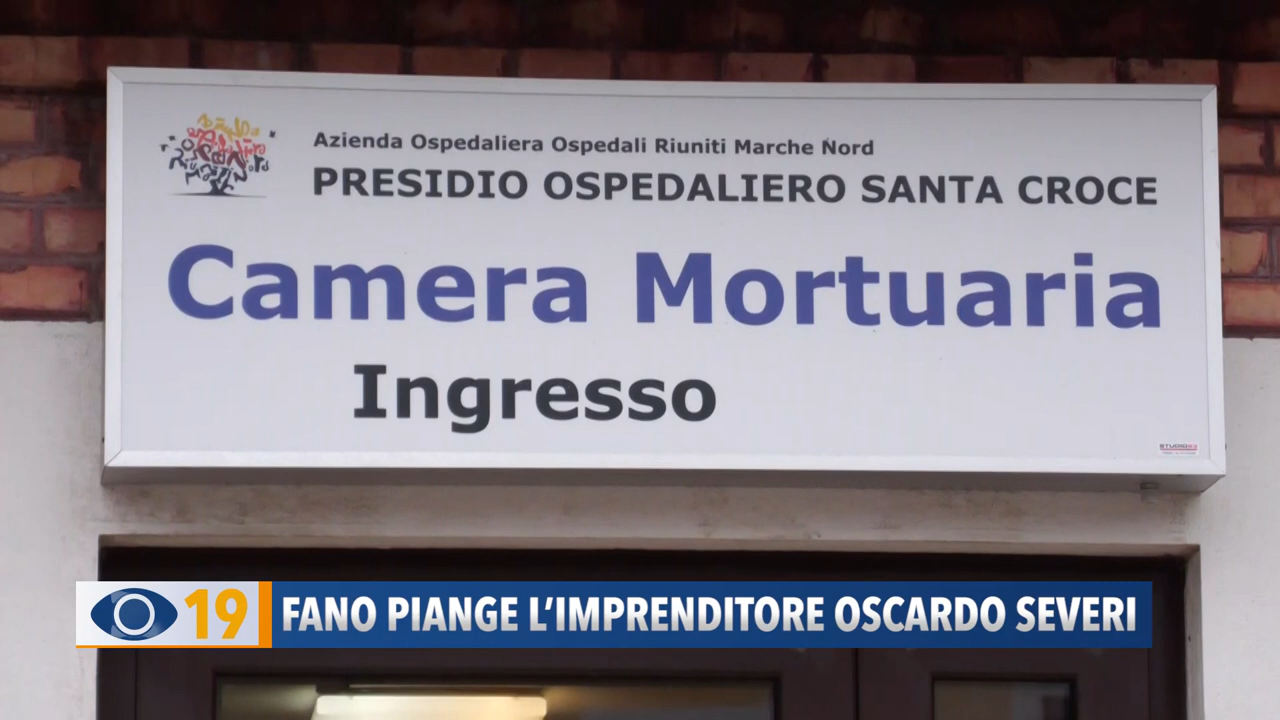 Azienda Ospedaliera Ospedali Riuniti Marche Nord
PRESIDIO OSPEDALIERO SANTA CROCE
Camera Mortuaria
Ingresso
19 FANO PIANGE L’IMPRENDITORE OSCARDO SEVERI